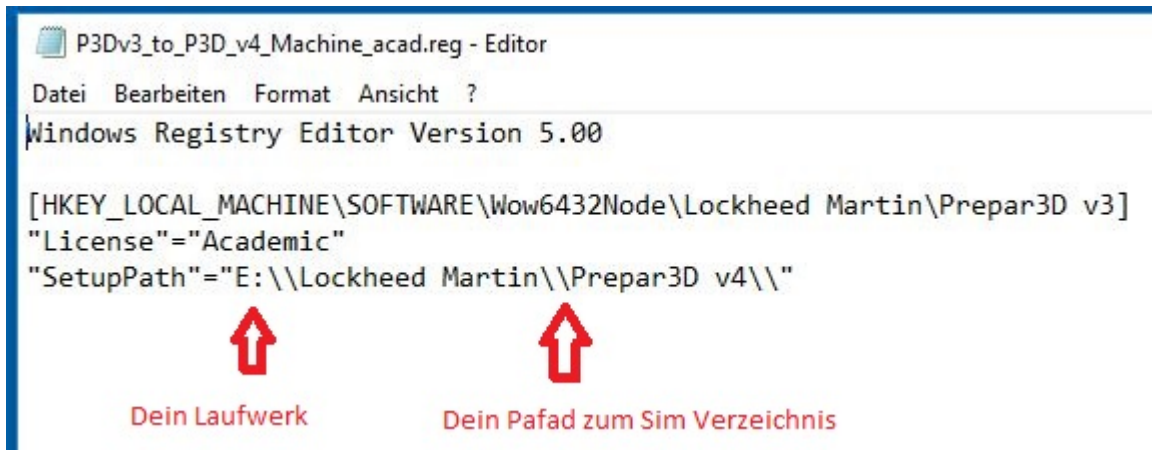 P3Dv3_to_P3D_v4_Machine_acad.reg - Editor
Datei Bearbeiten Format Ansicht ?
Windows Registry Editor Version 5.00
[HKEY_LOCAL_MACHINE\SOFTWARE\Wow6432Node\Lockheed Martin\Prepar3D v3]
"License"="Academic"
"SetupPath"="E:\\Lockheed Martin\\Prepar3D v4\\"
Dein Laufwerk
Dein Pafad zum Sim Verzeichnis